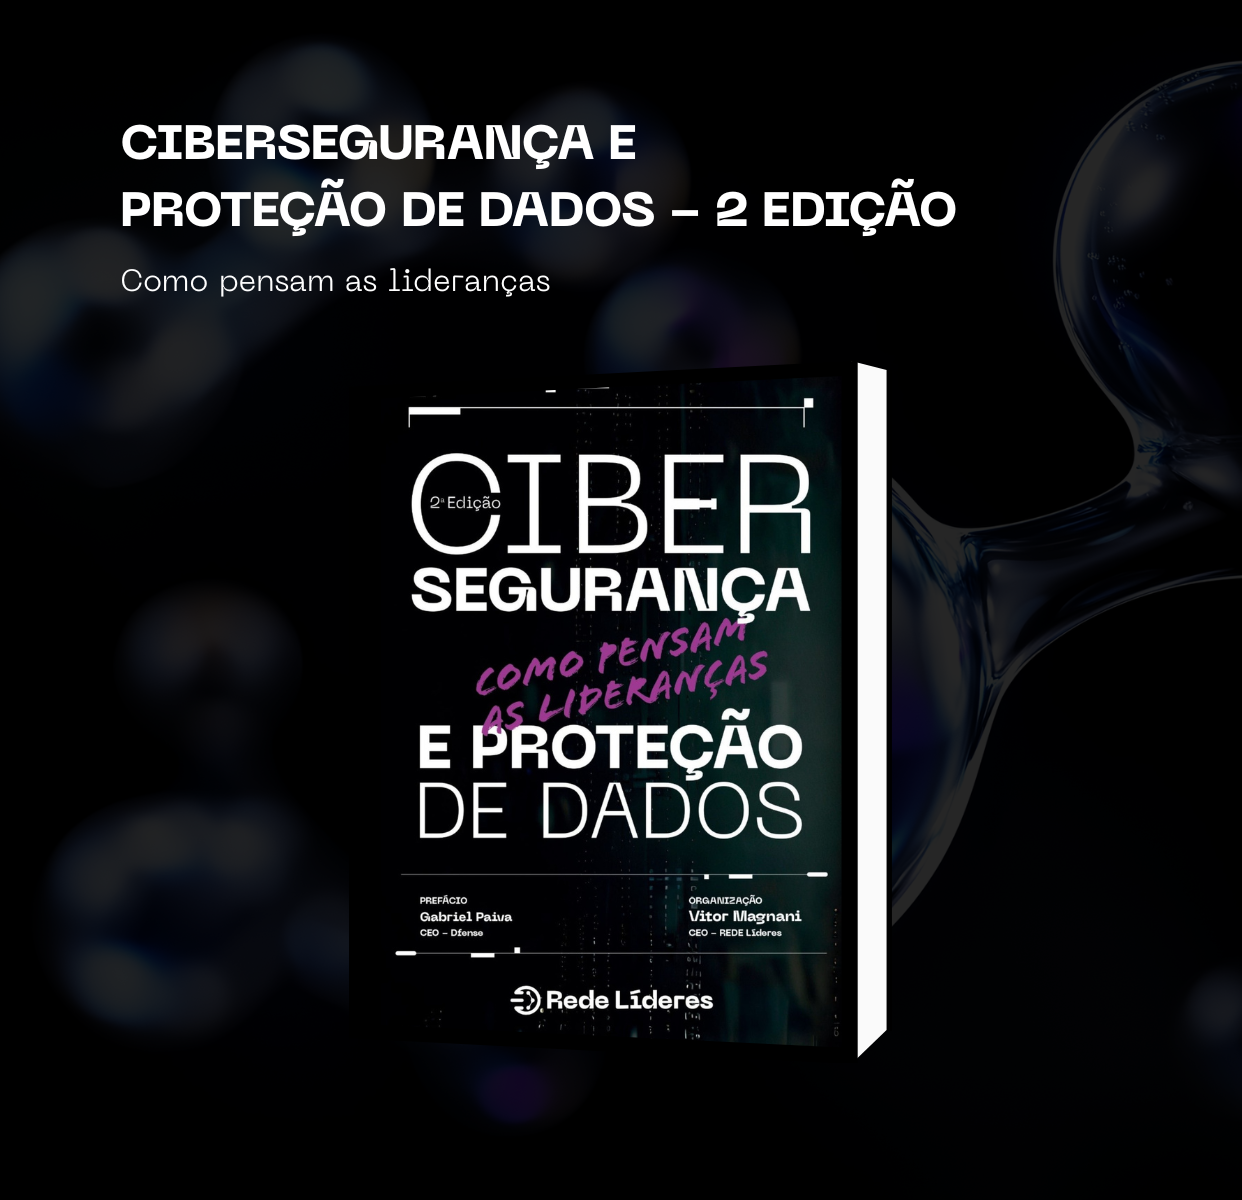 CIBERSEGURANÇA E
PROTEÇÃO DE DADOS – 2 EDIÇÃO
Como pensam as lideranças
CIBER
2ª Edição
SEGURANÇA
COMO PENSAM
AS LIDERANÇAS
E PROTEÇÃO
DE DADOS
PREFÁCIO
Gabriel Paiva
CEO – Dfense
ORGANIZAÇÃO
Vitor Magnani
CEO – REDE Líderes
Rede Líderes